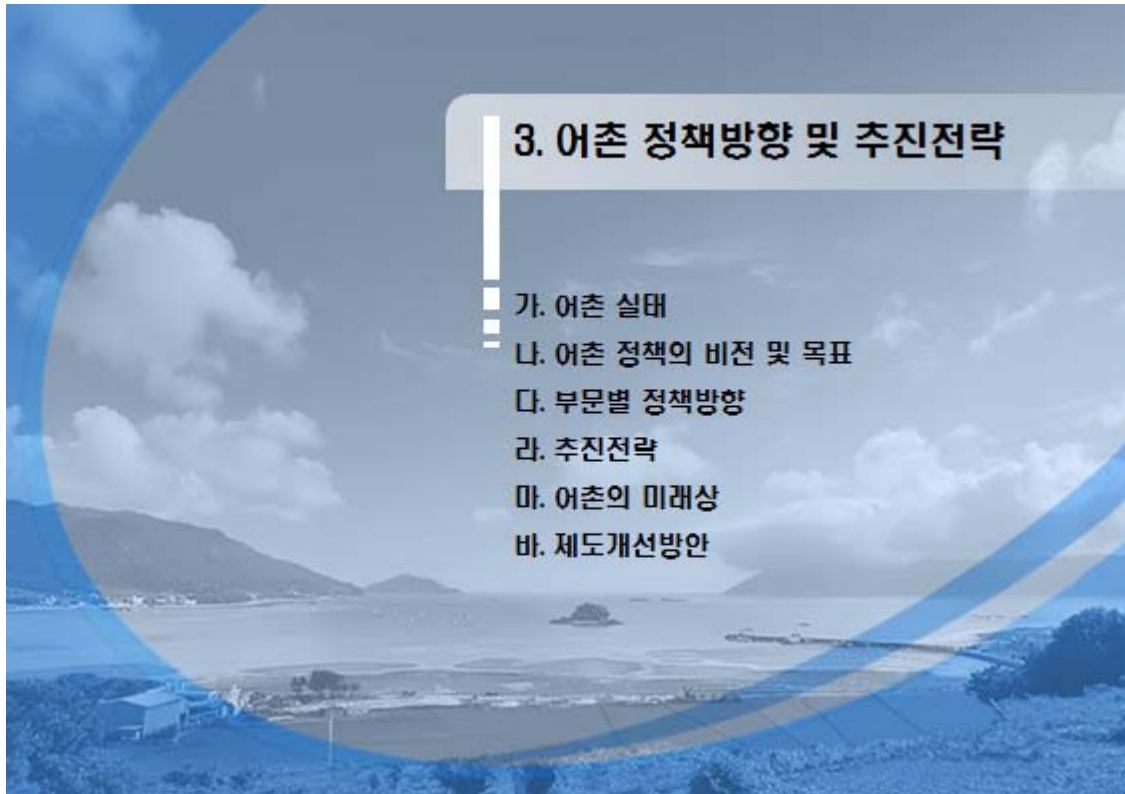 3. 어촌 정책방향 및 추진전략
가. 어촌 실태
나. 어촌 정책의 비전 및 목표
다. 부문별 정책방향
라. 추진전략
마. 어촌의 미래상
바. 제도개선방안